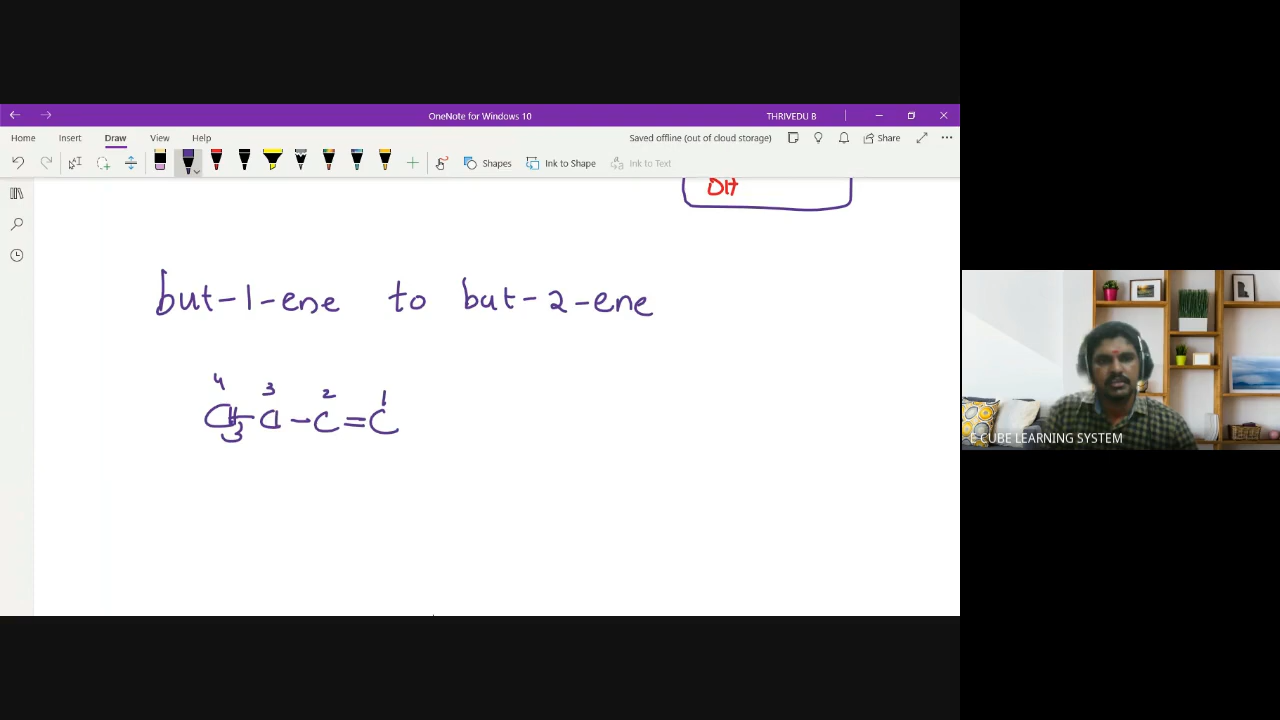 OneNote for Windows 10
THRIVEDU B
Home Insert Draw View Help
Saved offline (out of cloud storage)
Share
Shapes
Ink to Shape
Ink to Text
OH
but-1-ene to but-2-ene
4 3 2 1
CH3-C-C=C
E CUBE LEARNING SYSTEM